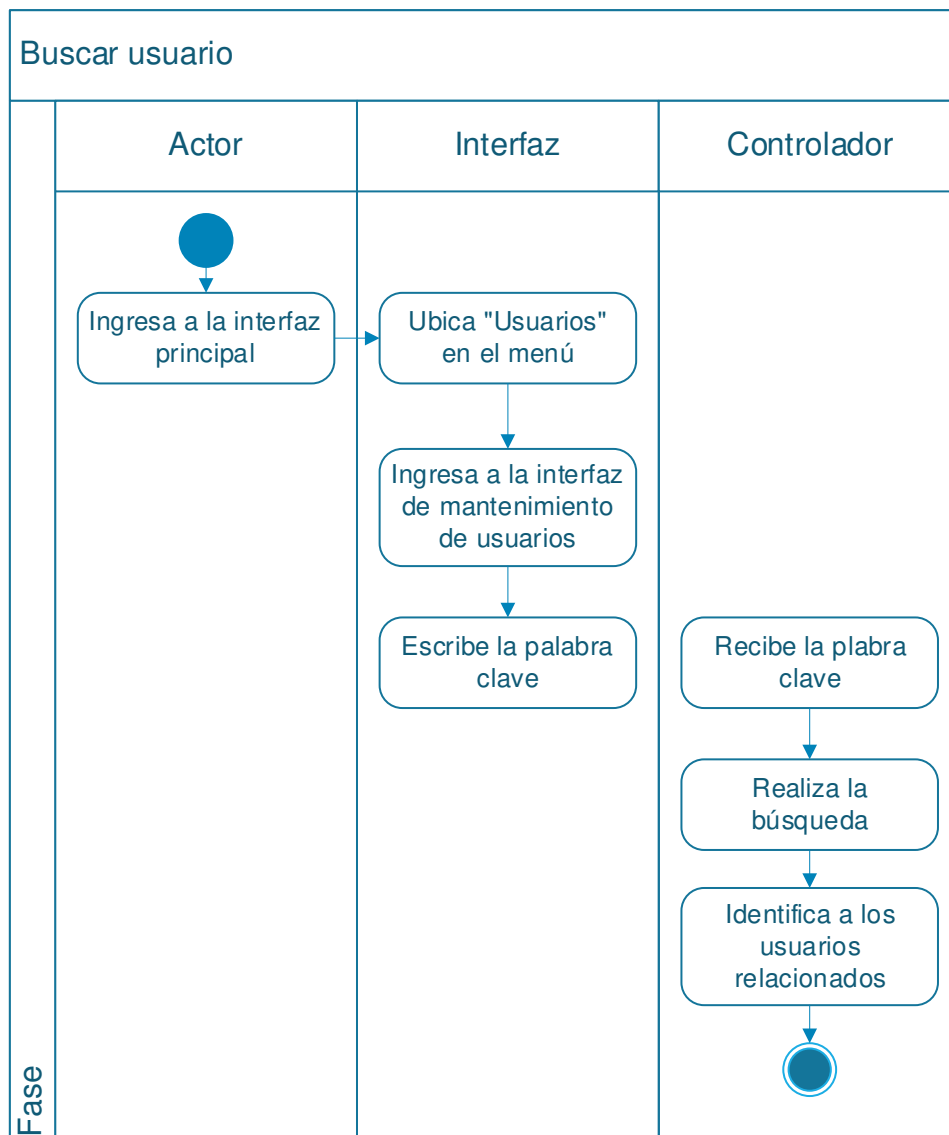 Buscar usuario
Actor
Interfaz
Controlador
Ingresa a la interfaz
principal
Ubica "Usuarios"
en el menú
Ingresa a la interfaz
de mantenimiento
de usuarios
Escribe la palabra
clave
Recibe la plabra
clave
Realiza la
búsqueda
Identifica a los
usuarios
relacionados
Fase